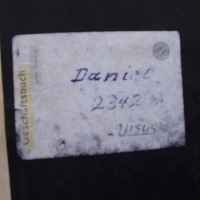 Geschäftsbuch
Daniel
2342 m
Ursus